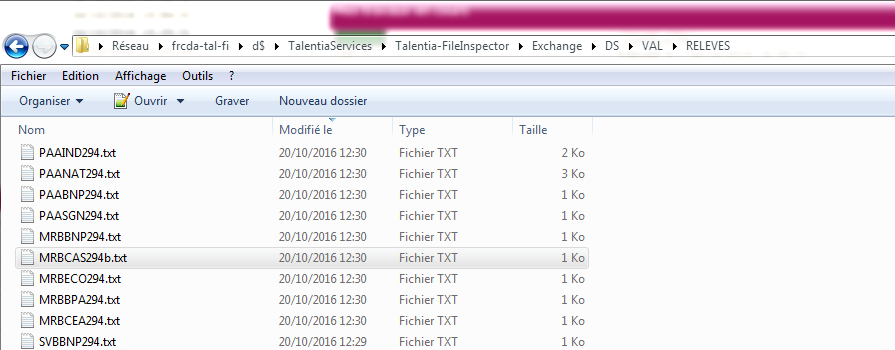 Réseau frcda-tal-fi d$ TalentiaServices Talentia-FileInspector Exchange DS VAL RELEVES
Fichier Edition Affichage Outils ?
Organiser Ouvrir Graver Nouveau dossier
Nom Modifié le Type Taille
PAAIND294.txt 20/10/2016 12:30 Fichier TXT 2 Ko
PAANAT294.txt 20/10/2016 12:30 Fichier TXT 3 Ko
PAABNP294.txt 20/10/2016 12:30 Fichier TXT 1 Ko
PAASGN294.txt 20/10/2016 12:30 Fichier TXT 1 Ko
MRBBNP294.txt 20/10/2016 12:30 Fichier TXT 1 Ko
MRBCAS294b.txt 20/10/2016 12:30 Fichier TXT 1 Ko
MRBECO294.txt 20/10/2016 12:30 Fichier TXT 1 Ko
MRBBPA294.txt 20/10/2016 12:30 Fichier TXT 1 Ko
MRBCEA294.txt 20/10/2016 12:30 Fichier TXT 1 Ko
SVBBNP294.txt 20/10/2016 12:29 Fichier TXT 1 Ko